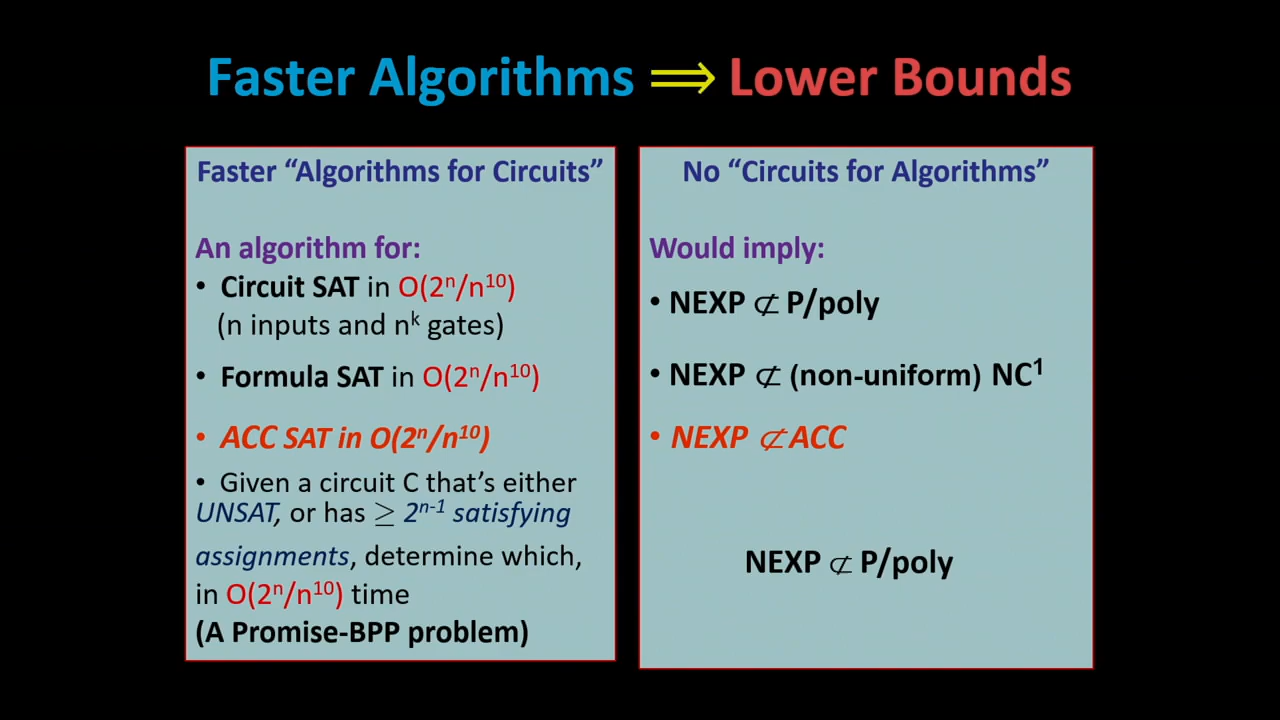 Faster Algorithms ⟹ Lower Bounds
Faster “Algorithms for Circuits”
An algorithm for:
• Circuit SAT in O(2ⁿ/n¹⁰)
(n inputs and nᵏ gates)
• Formula SAT in O(2ⁿ/n¹⁰)
• ACC SAT in O(2ⁿ/n¹⁰)
• Given a circuit C that’s either
UNSAT, or has ≥ 2ⁿ⁻¹ satisfying
assignments, determine which,
in O(2ⁿ/n¹⁰) time
(A Promise-BPP problem)
No “Circuits for Algorithms”
Would imply:
• NEXP ⊄ P/poly
• NEXP ⊄ (non-uniform) NC¹
• NEXP ⊄ ACC
NEXP ⊄ P/poly